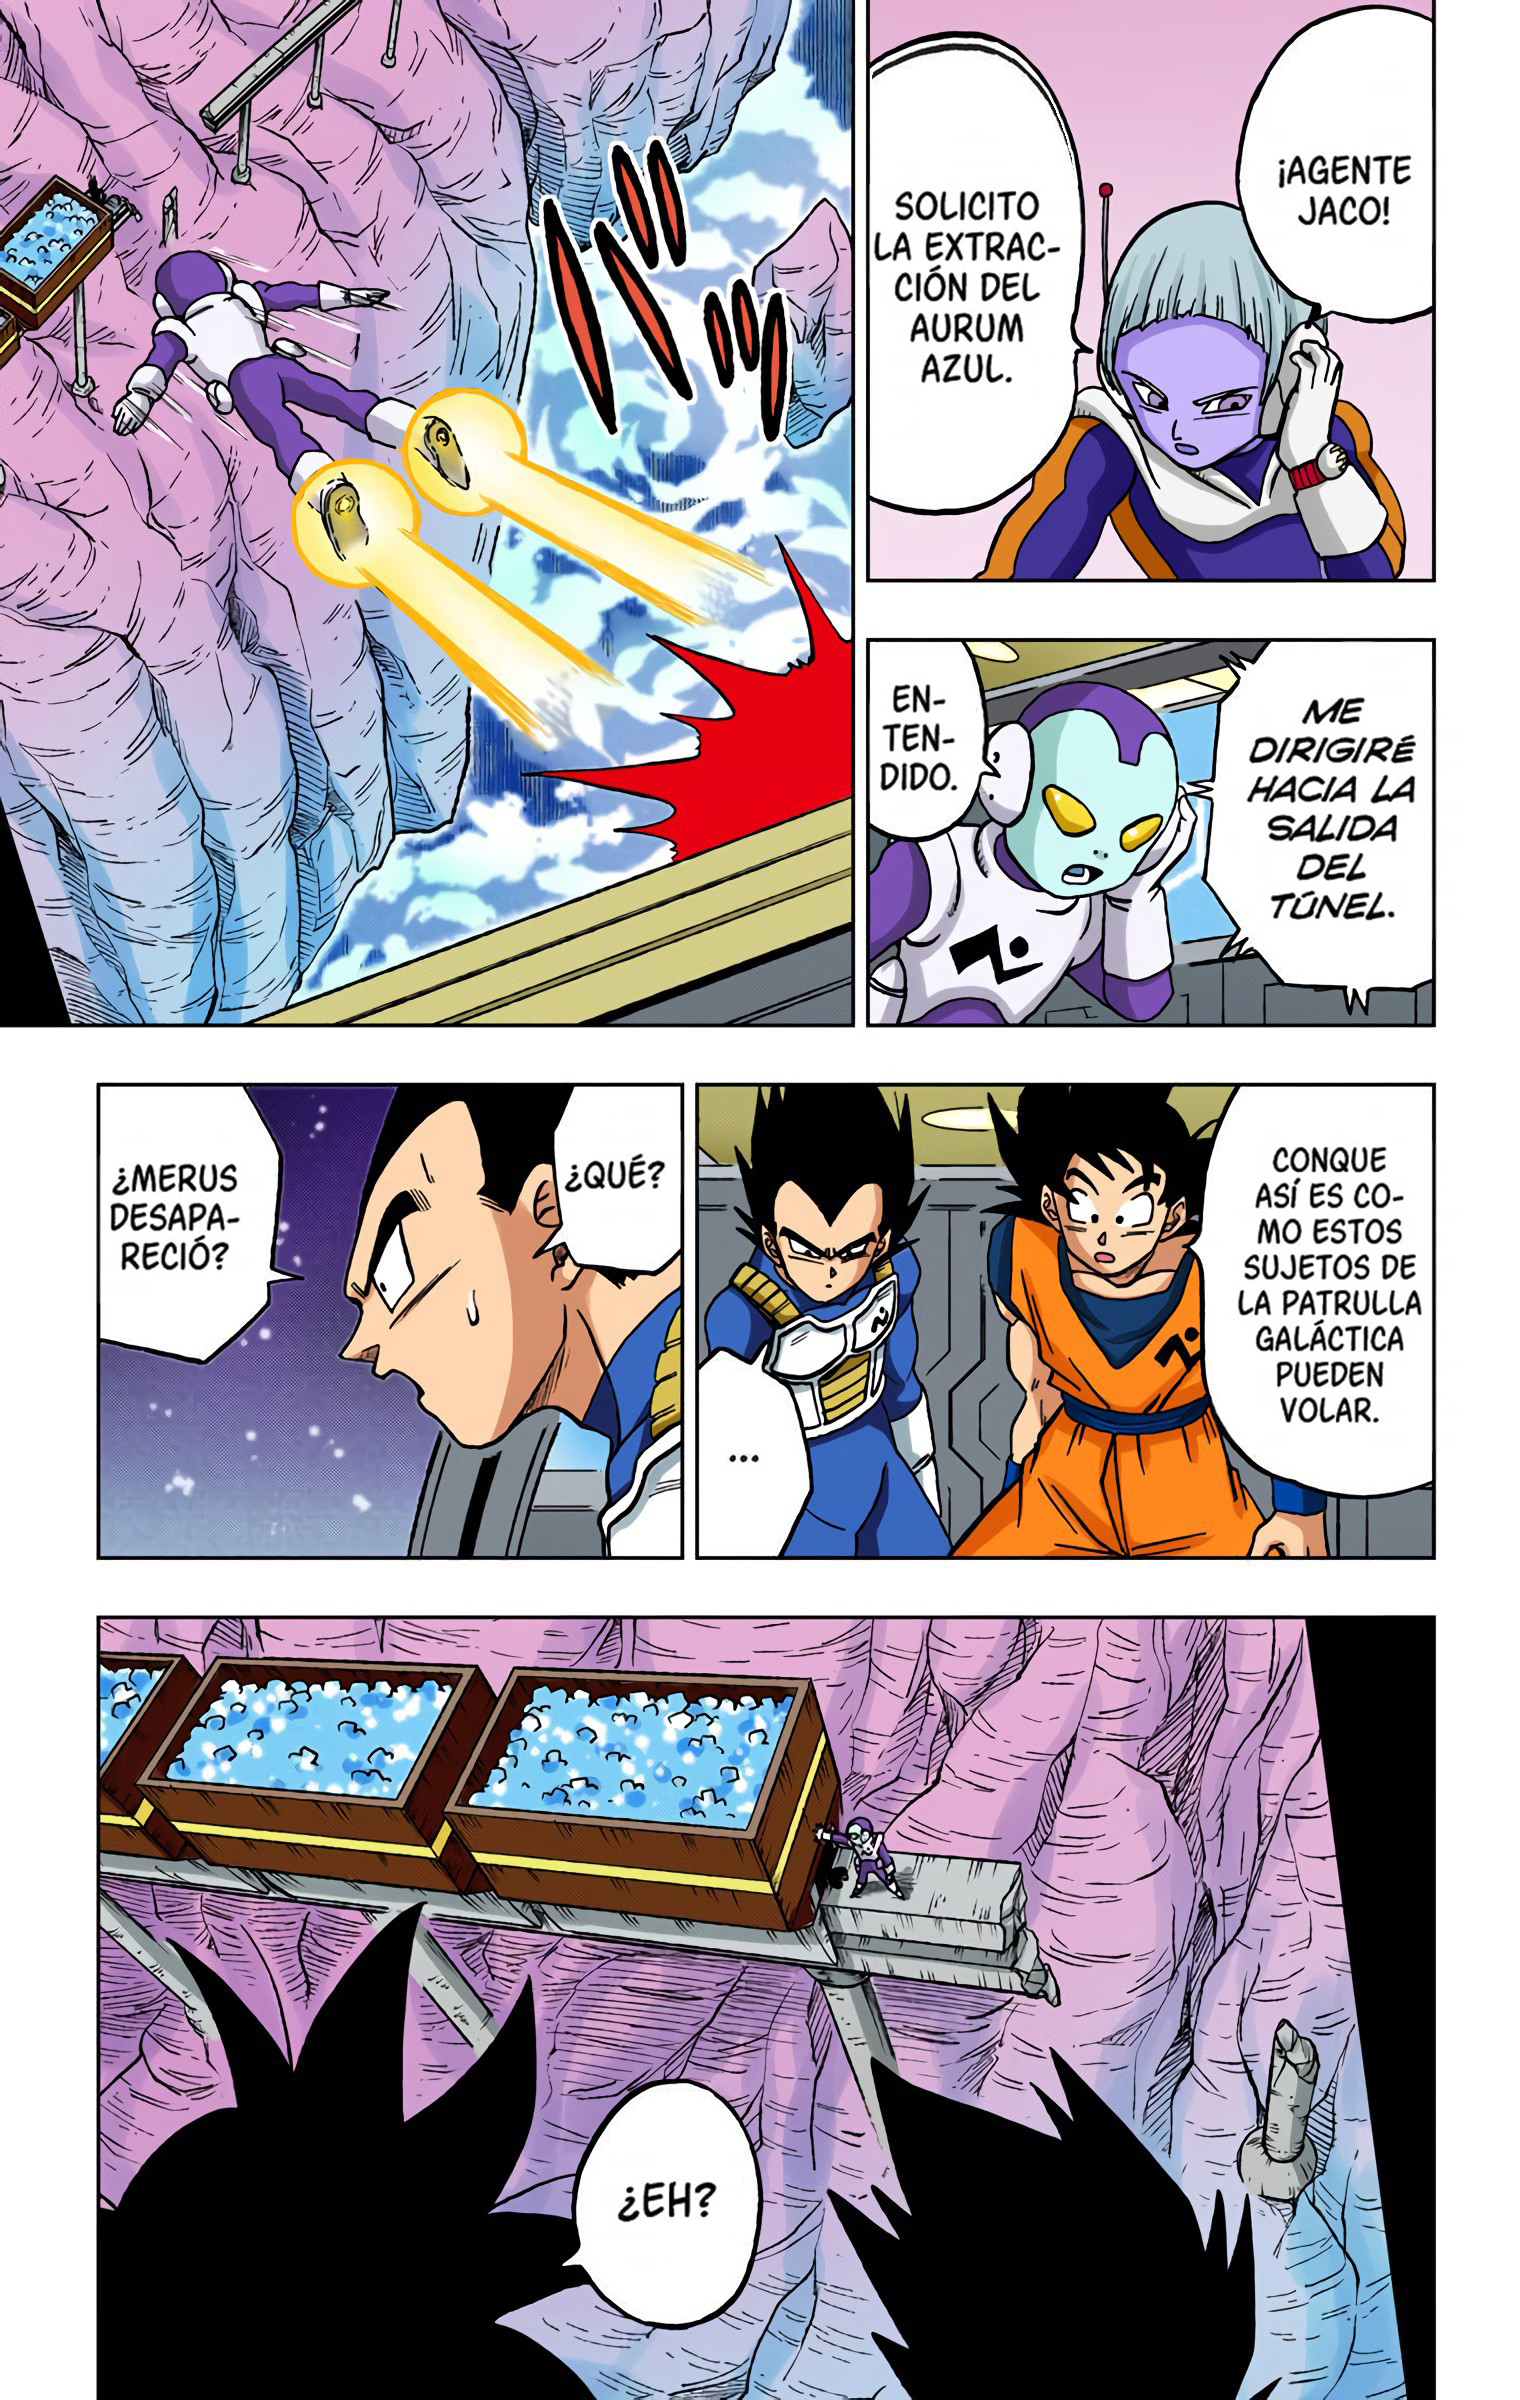 ¡AGENTE
JACO!
SOLICITO
LA EXTRAC-
CIÓN DEL
AURUM
AZUL.
ME
DIRIGIRÉ
HACIA LA
SALIDA
DEL
TÚNEL.
EN-
TEN-
DIDO.
CONQUE
ASÍ ES CO-
MO ESTOS
SUJETOS DE
LA PATRULLA
GALÁCTICA
PUEDEN
VOLAR.
...
¿QUÉ?
¿MERUS
DESAPA-
RECIÓ?
¿EH?